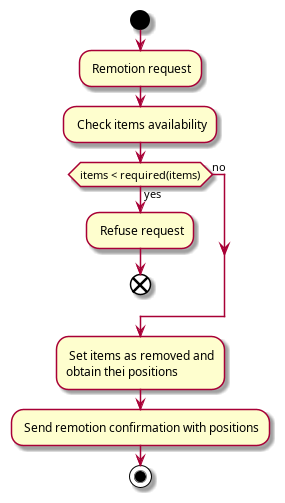 Remotion request
Check items availability
items < required(items)
no
yes
Refuse request
Set items as removed and
obtain thei positions
Send remotion confirmation with positions